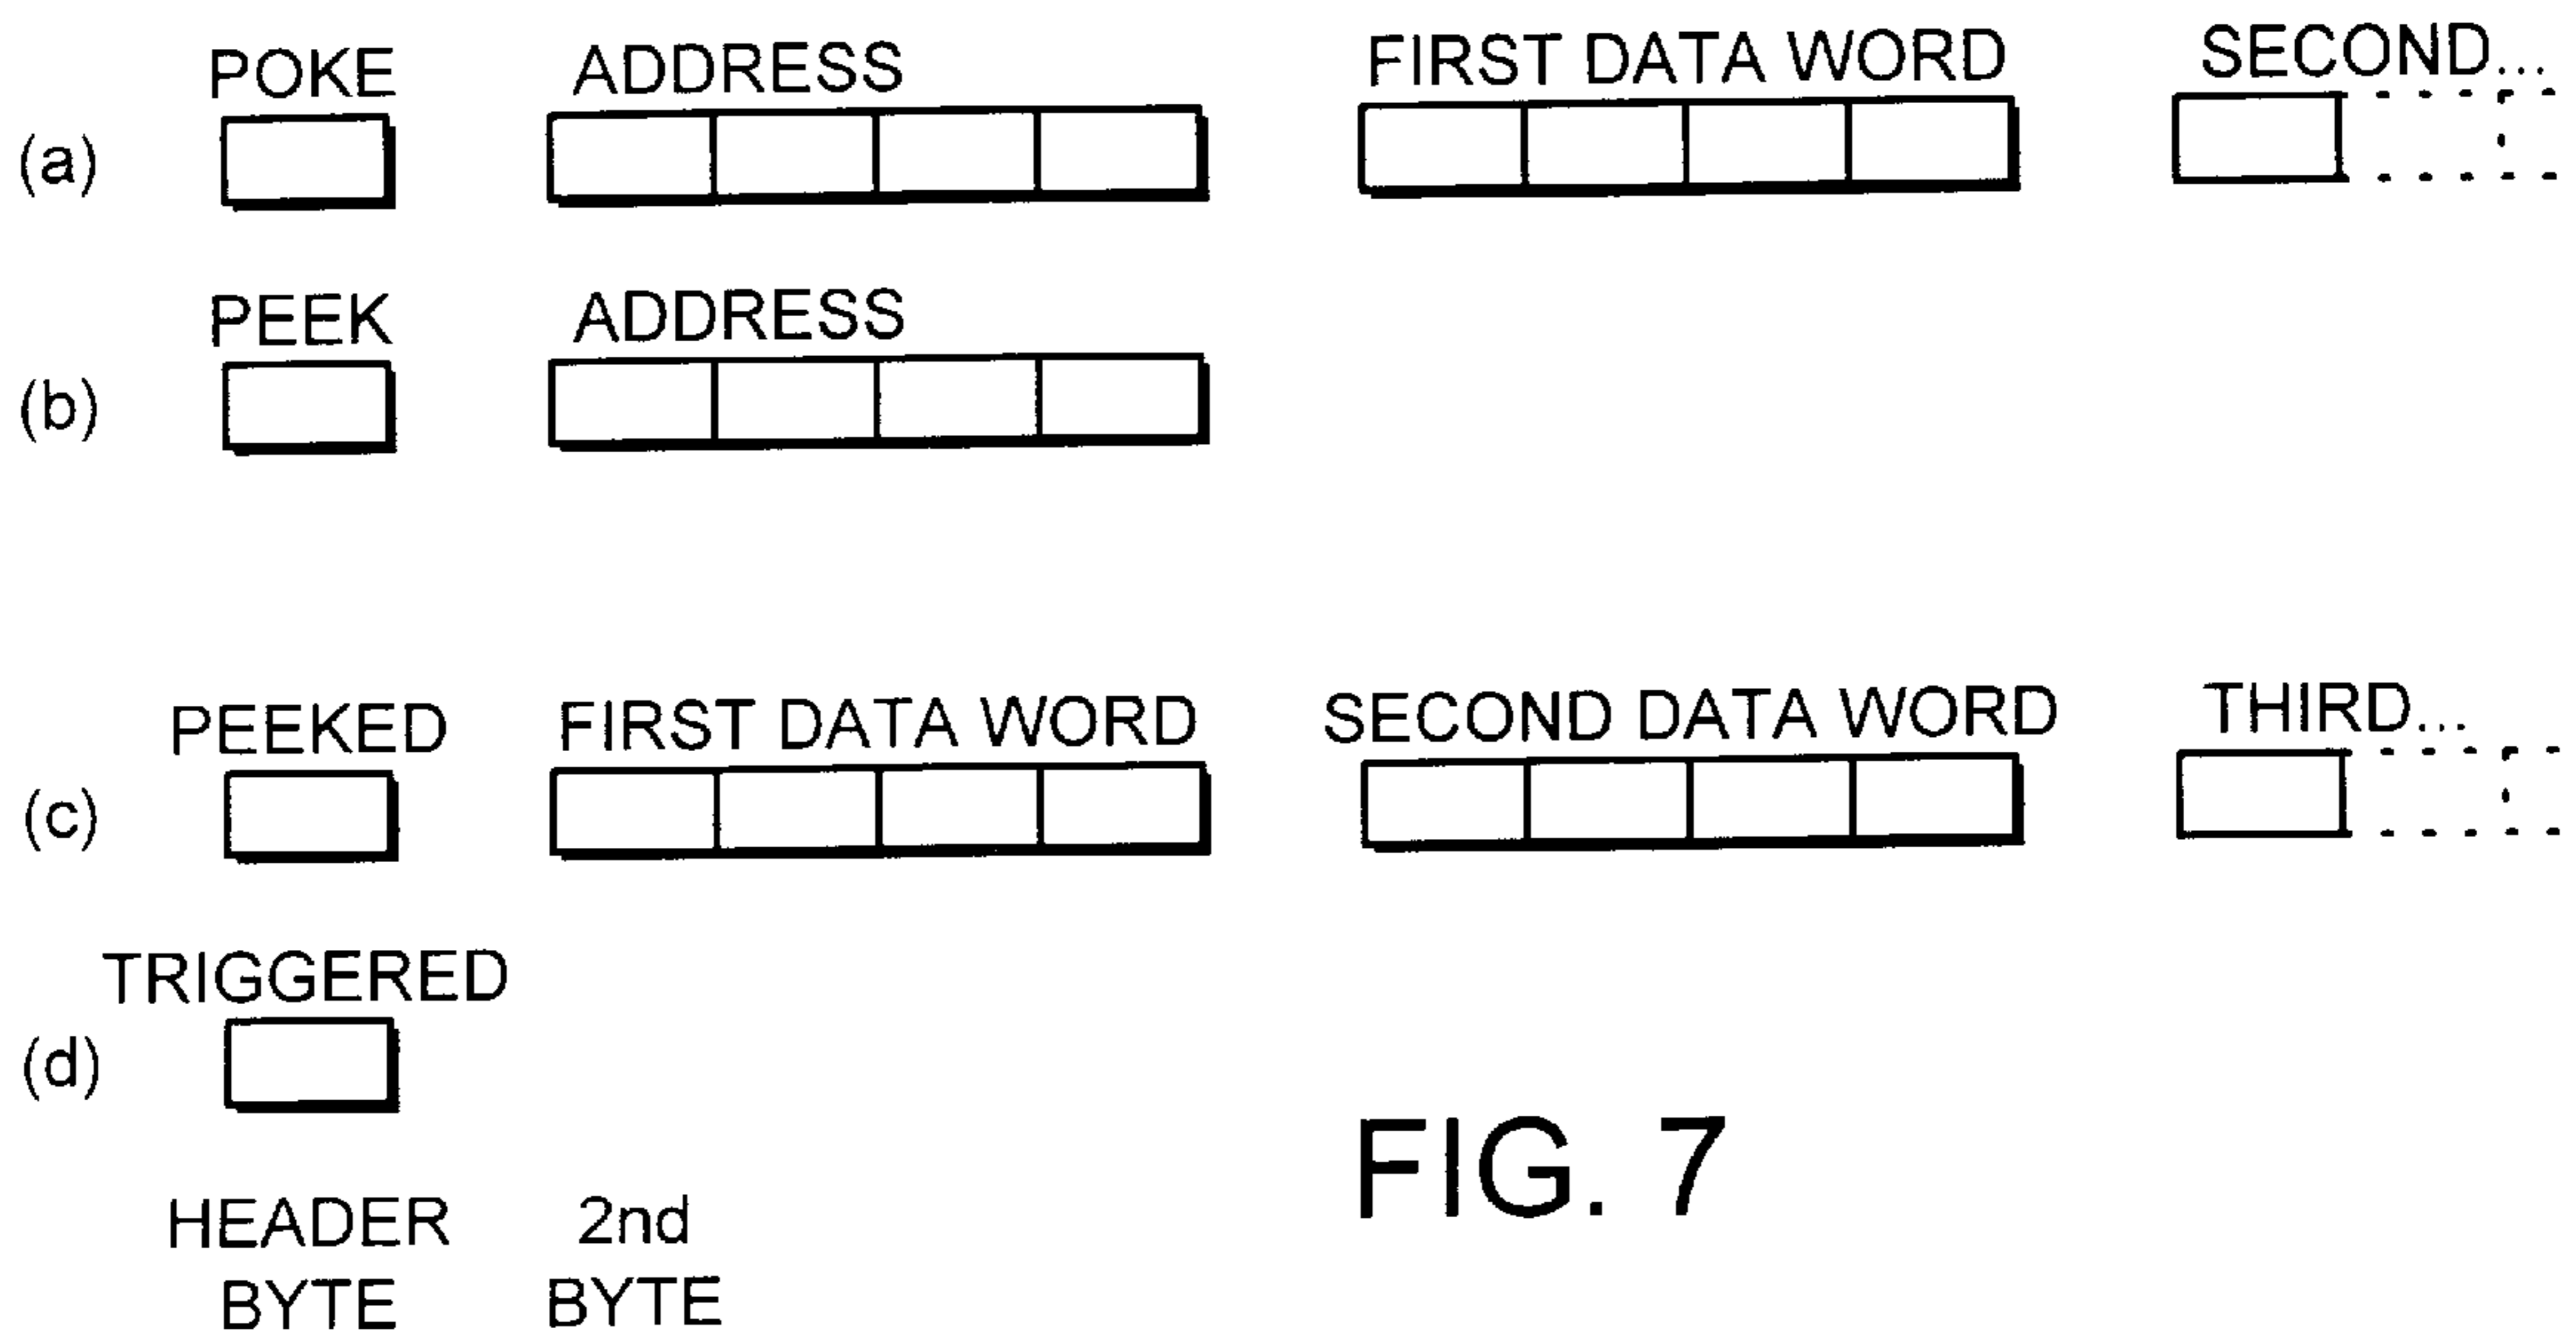 POKE ADDRESS FIRST DATA WORD SECOND...
(a)
PEEK ADDRESS
(b)
PEEKED FIRST DATA WORD SECOND DATA WORD THIRD...
(c)
TRIGGERED
(d)
FIG. 7
HEADER 2nd
BYTE BYTE